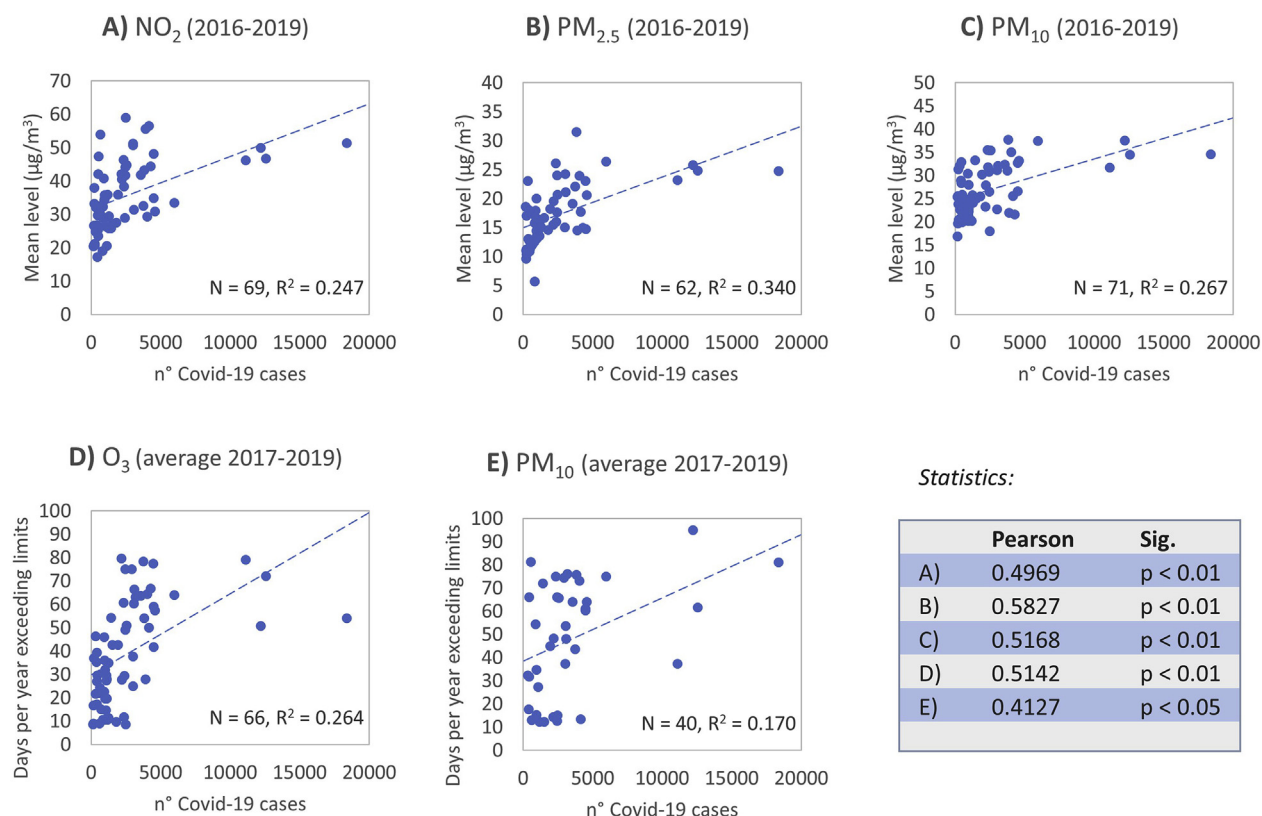 A) NO₂ (2016-2019)
Mean level (µg/m³)
70
60
50
40
30
20
10
0
N = 69, R² = 0.247
0 5000 10000 15000 20000
n° Covid-19 cases
B) PM₂.₅ (2016-2019)
Mean level (µg/m³)
40
35
30
25
20
15
10
5
0
N = 62, R² = 0.340
0 5000 10000 15000 20000
n° Covid-19 cases
C) PM₁₀ (2016-2019)
Mean level (µg/m³)
50
45
40
35
30
25
20
15
10
5
0
N = 71, R² = 0.267
0 5000 10000 15000 20000
n° Covid-19 cases
D) O₃ (average 2017-2019)
Days per year exceeding limits
100
90
80
70
60
50
40
30
20
10
0
N = 66, R² = 0.264
0 5000 10000 15000 20000
n° Covid-19 cases
E) PM₁₀ (average 2017-2019)
Days per year exceeding limits
100
90
80
70
60
50
40
30
20
10
0
N = 40, R² = 0.170
0 5000 10000 15000 20000
n° Covid-19 cases
Statistics:
Pearson Sig.
A) 0.4969 p < 0.01
B) 0.5827 p < 0.01
C) 0.5168 p < 0.01
D) 0.5142 p < 0.01
E) 0.4127 p < 0.05